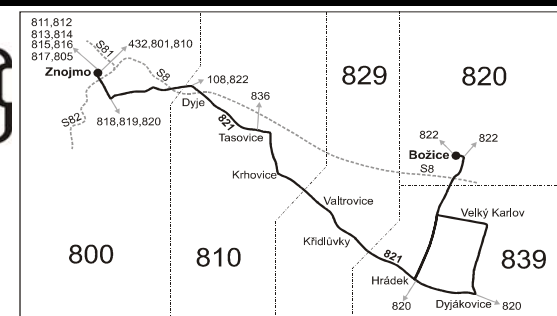 811,812
813,814
815,816
817,805
S81
432,801,810
Znojmo
S8
108,822
829
820
S82
818,819,820
Dyje
836
821
Tasovice
822
822
Božice
S8
Krhovice
Valtrovice
Velký Karlov
Křidlůvky
821
800
810
839
Hrádek
820
Dyjákovice
820